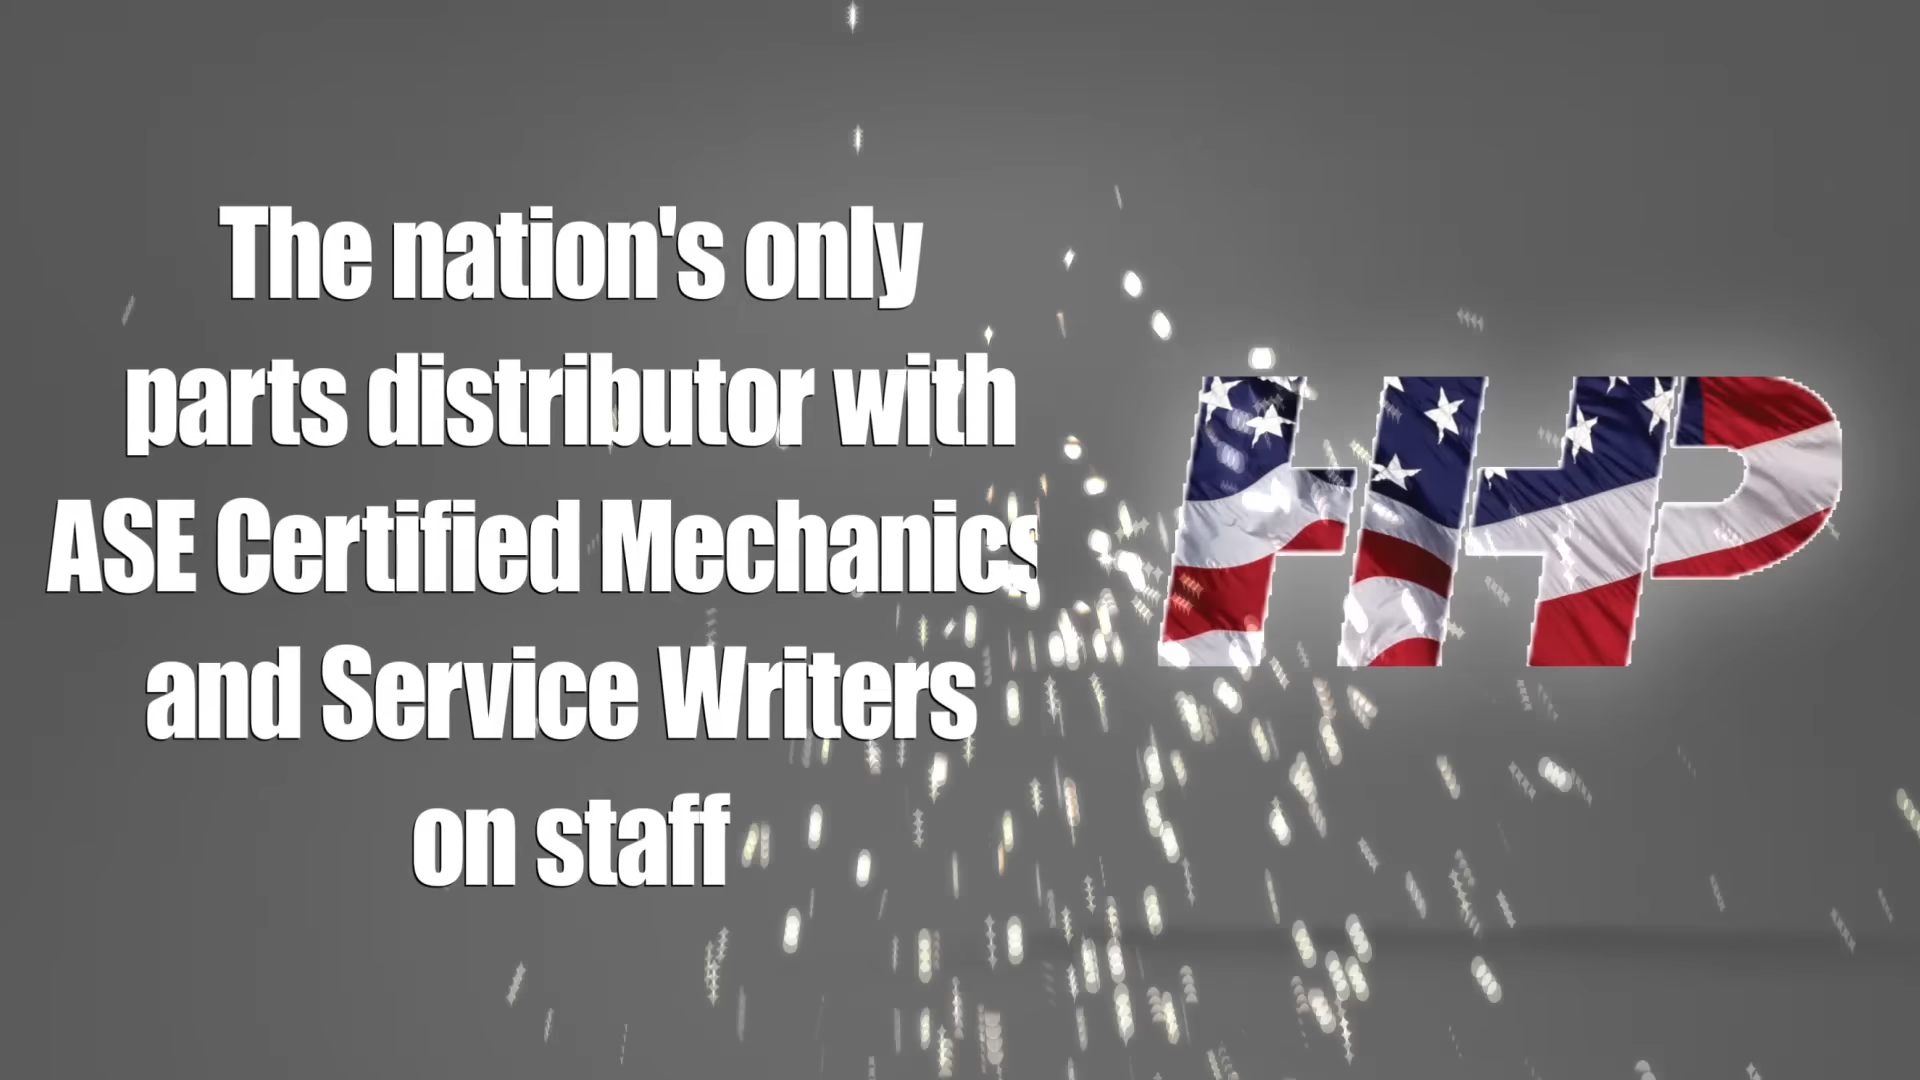 The nation's only
parts distributor with
ASE Certified Mechanics
and Service Writers
on staff
HHP